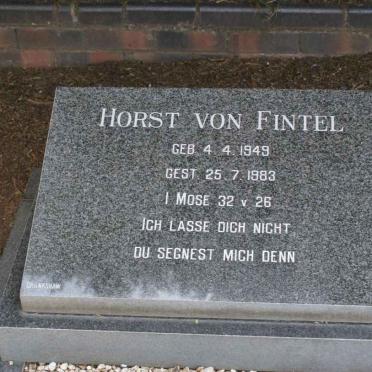 HORST VON FINTEL
GEB 4. 4. 1949
GEST 25. 7. 1983
I MOSE 32 v 26
ICH LASSE DICH NICHT
DU SEGNEST MICH DENN
CRANKSHAW